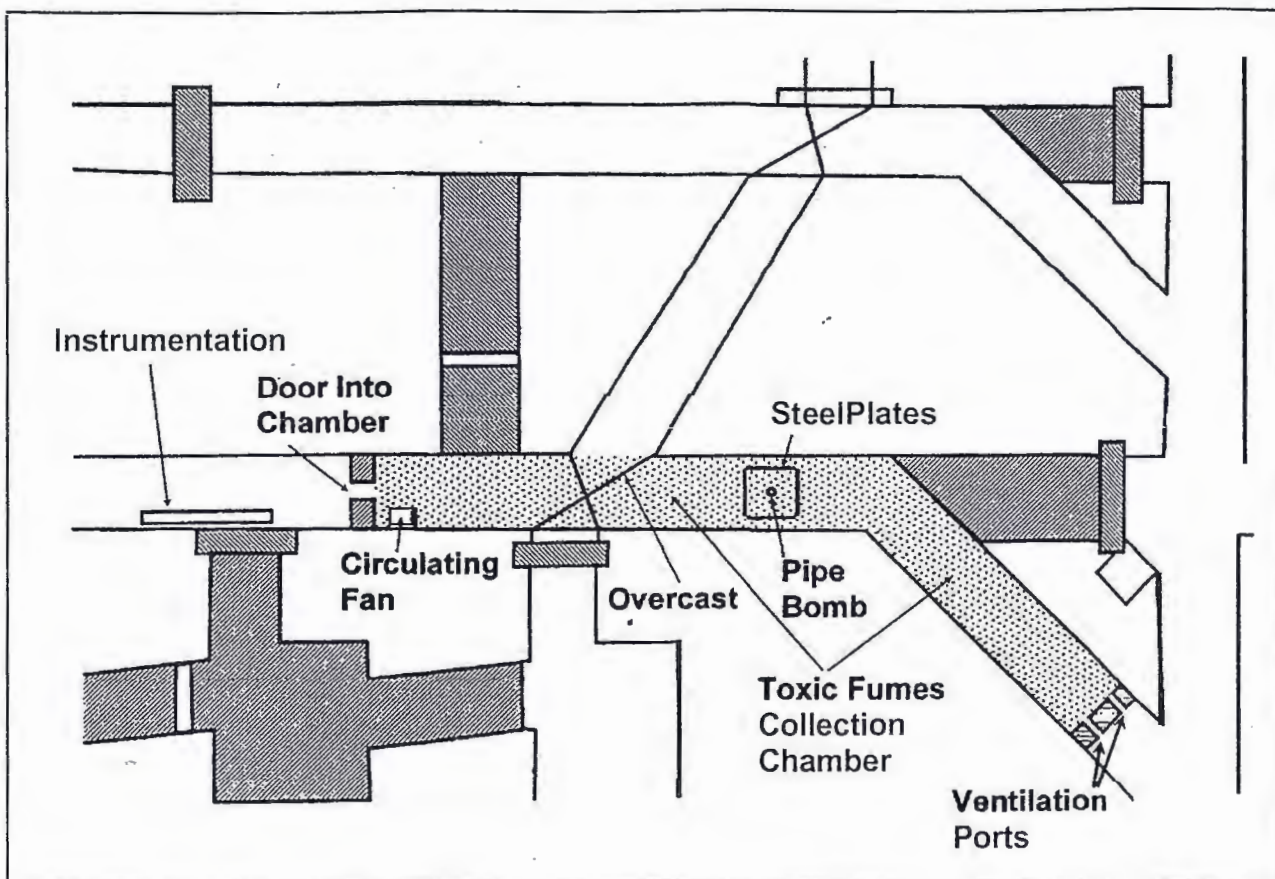 Instrumentation
Door Into
Chamber
SteelPlates
Circulating
Fan
Overcast
Pipe
Bomb
Toxic Fumes
Collection
Chamber
Ventilation
Ports